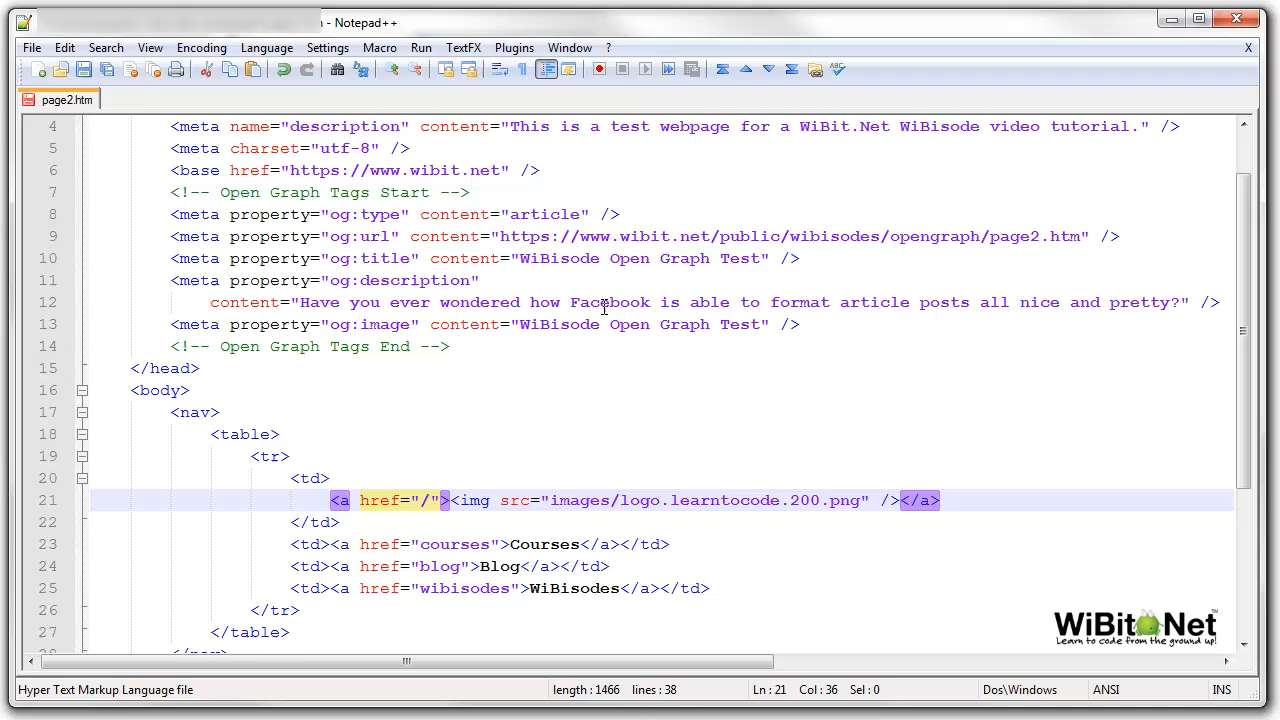 - Notepad++
File Edit Search View Encoding Language Settings Macro Run TextFX Plugins Window ? X
page2.htm
4 <meta name="description" content="This is a test webpage for a WiBit.Net WiBisode video tutorial." />
5 <meta charset="utf-8" />
6 <base href="https://www.wibit.net" />
7 <!-- Open Graph Tags Start -->
8 <meta property="og:type" content="article" />
9 <meta property="og:url" content="https://www.wibit.net/public/wibisodes/opengraph/page2.htm" />
10 <meta property="og:title" content="WiBisode Open Graph Test" />
11 <meta property="og:description"
12 content="Have you ever wondered how Facebook is able to format article posts all nice and pretty?" />
13 <meta property="og:image" content="WiBisode Open Graph Test" />
14 <!-- Open Graph Tags End -->
15 </head>
16 <body>
17 <nav>
18 <table>
19 <tr>
20 <td>
21 <a href="/"><img src="images/logo.learntocode.200.png" /></a>
22 </td>
23 <td><a href="courses">Courses</a></td>
24 <td><a href="blog">Blog</a></td>
25 <td><a href="wibisodes">WiBisodes</a></td>
26 </tr>
27 </table>
WiBit Net™
Learn to code from the ground up!
Hyper Text Markup Language file length : 1466 lines : 38 Ln : 21 Col : 36 Sel : 0 Dos\Windows ANSI INS